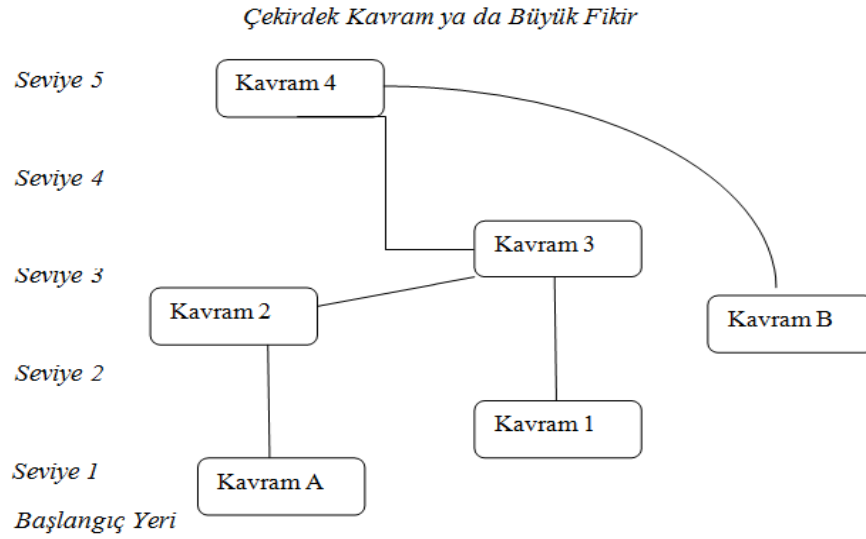 Çekirdek Kavram ya da Büyük Fikir
Seviye 5
Kavram 4
Seviye 4
Kavram 3
Seviye 3
Kavram 2
Kavram B
Seviye 2
Kavram 1
Seviye 1
Kavram A
Başlangıç Yeri